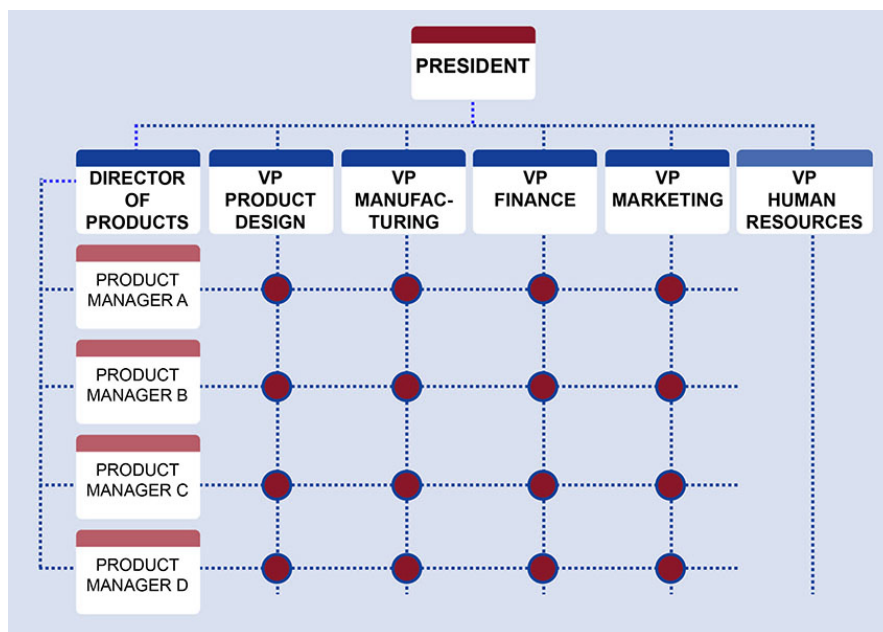 PRESIDENT
DIRECTOR
OF
PRODUCTS
VP
PRODUCT
DESIGN
VP
MANUFAC-
TURING
VP
FINANCE
VP
MARKETING
VP
HUMAN
RESOURCES
PRODUCT
MANAGER A
PRODUCT
MANAGER B
PRODUCT
MANAGER C
PRODUCT
MANAGER D